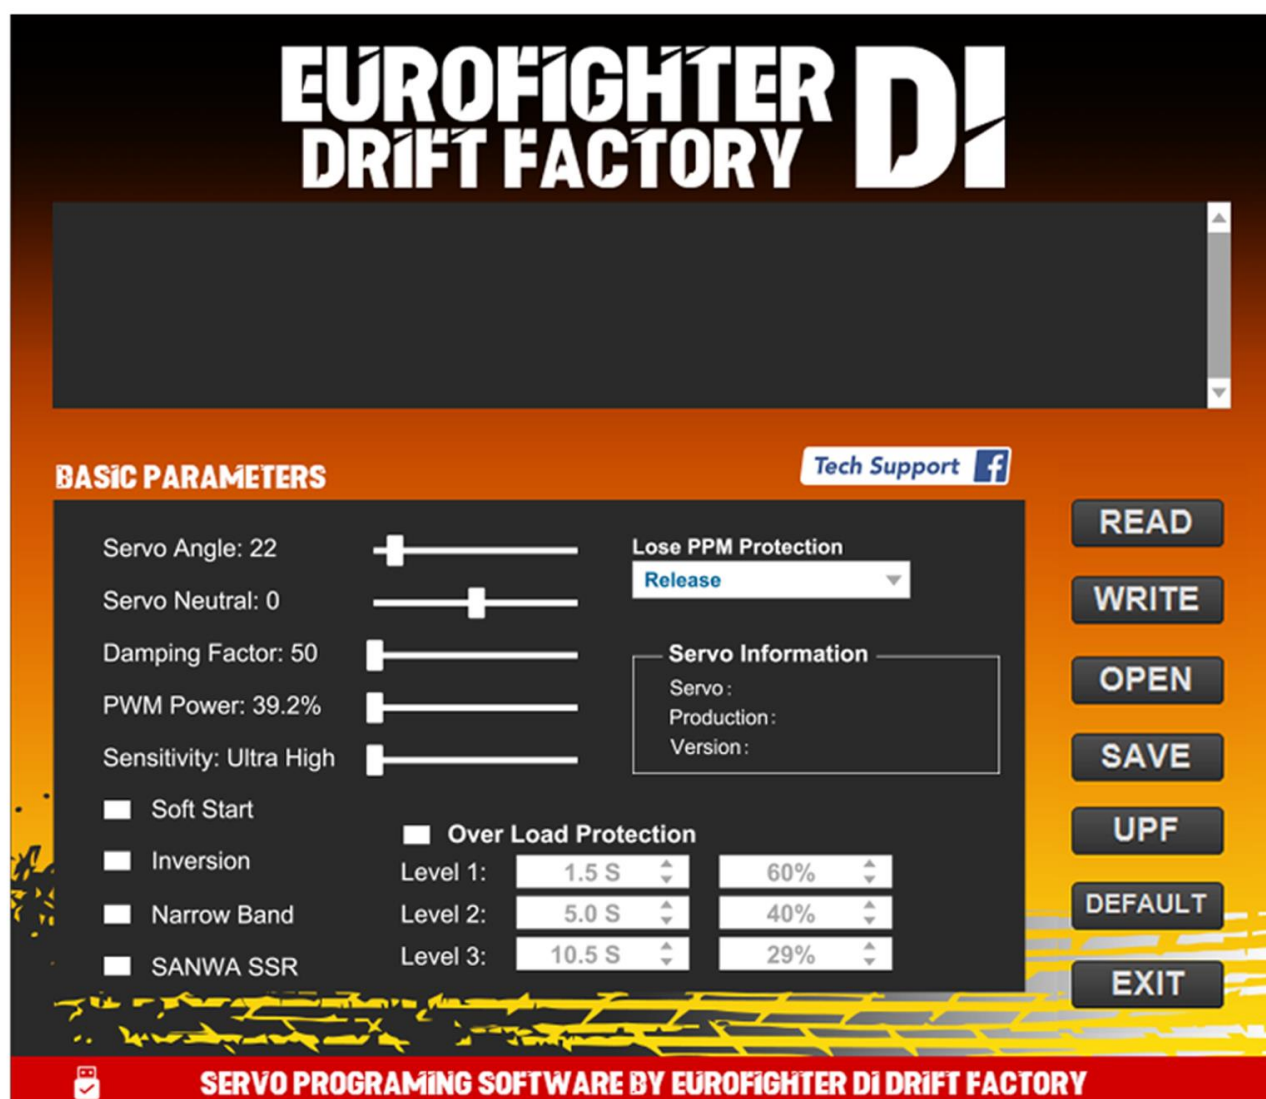 EUROFIGHTER DI
DRIFT FACTORY
BASIC PARAMETERS
Tech Support f
Servo Angle: 22
Servo Neutral: 0
Damping Factor: 50
PWM Power: 39.2%
Sensitivity: Ultra High
Soft Start
Inversion
Narrow Band
SANWA SSR
Lose PPM Protection
Release
Servo Information
Servo:
Production:
Version:
Over Load Protection
Level 1: 1.5 S 60%
Level 2: 5.0 S 40%
Level 3: 10.5 S 29%
READ
WRITE
OPEN
SAVE
UPF
DEFAULT
EXIT
SERVO PROGRAMING SOFTWARE BY EUROFIGHTER DI DRIFT FACTORY